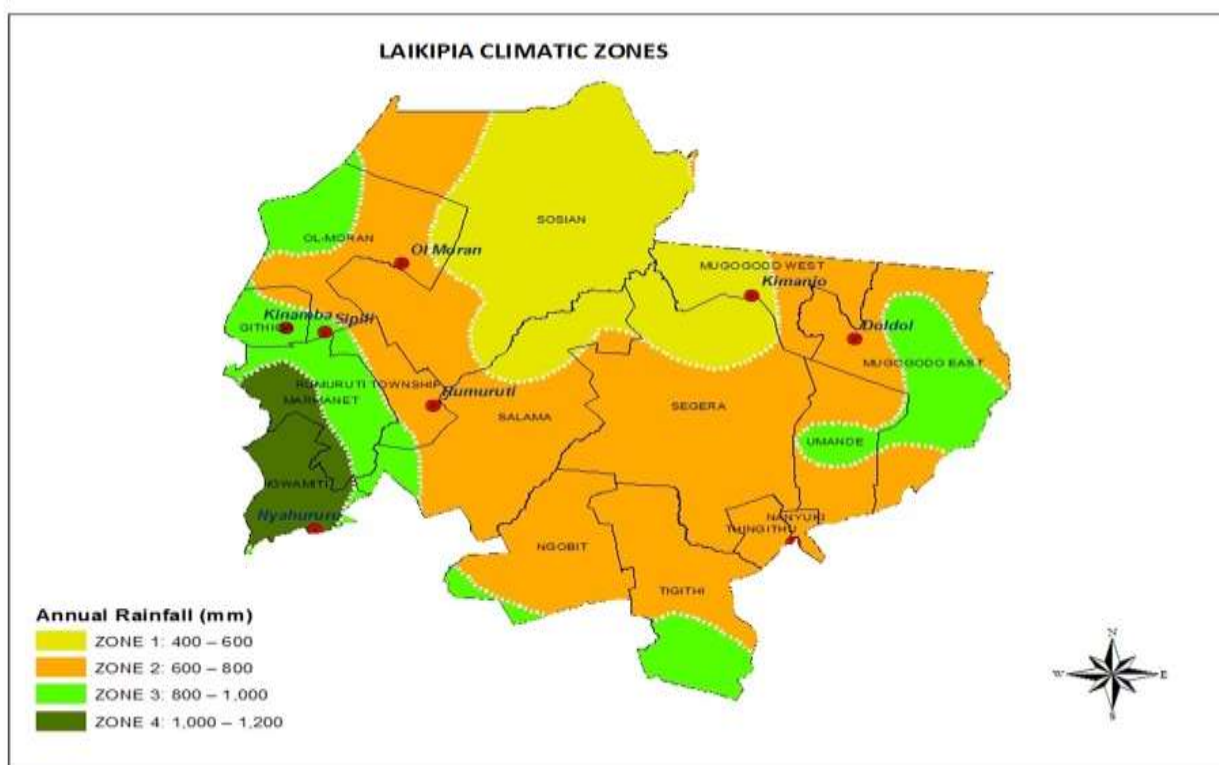 LAIKIPIA CLIMATIC ZONES
SOSIAN
OL-MORAN
Ol Moran
MUGOGODO WEST
Kimanjo
Kinamba
Sipili
Doldol
MUGOGODO EAST
RUMURUTI TOWNSHIP
Rumuruti
MARMANET
SEGERA
SALAMA
UMANDE
IGWAMITI
Nyahururu
NANYUKI
THINGITHU
NGOBIT
TIGITHI
Annual Rainfall (mm)
ZONE 1: 400 – 600
ZONE 2: 600 – 800
ZONE 3: 800 – 1,000
ZONE 4: 1,000 – 1,200
N
W
E
S